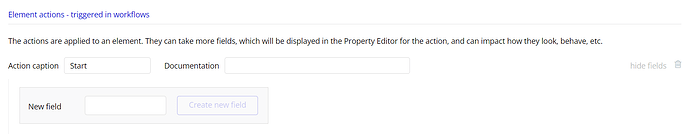 Element actions - triggered in workflows
The actions are applied to an element. They can take more fields, which will be displayed in the Property Editor for the action, and can impact how they look, behave, etc.
Action caption Start Documentation hide fields
New field Create new field